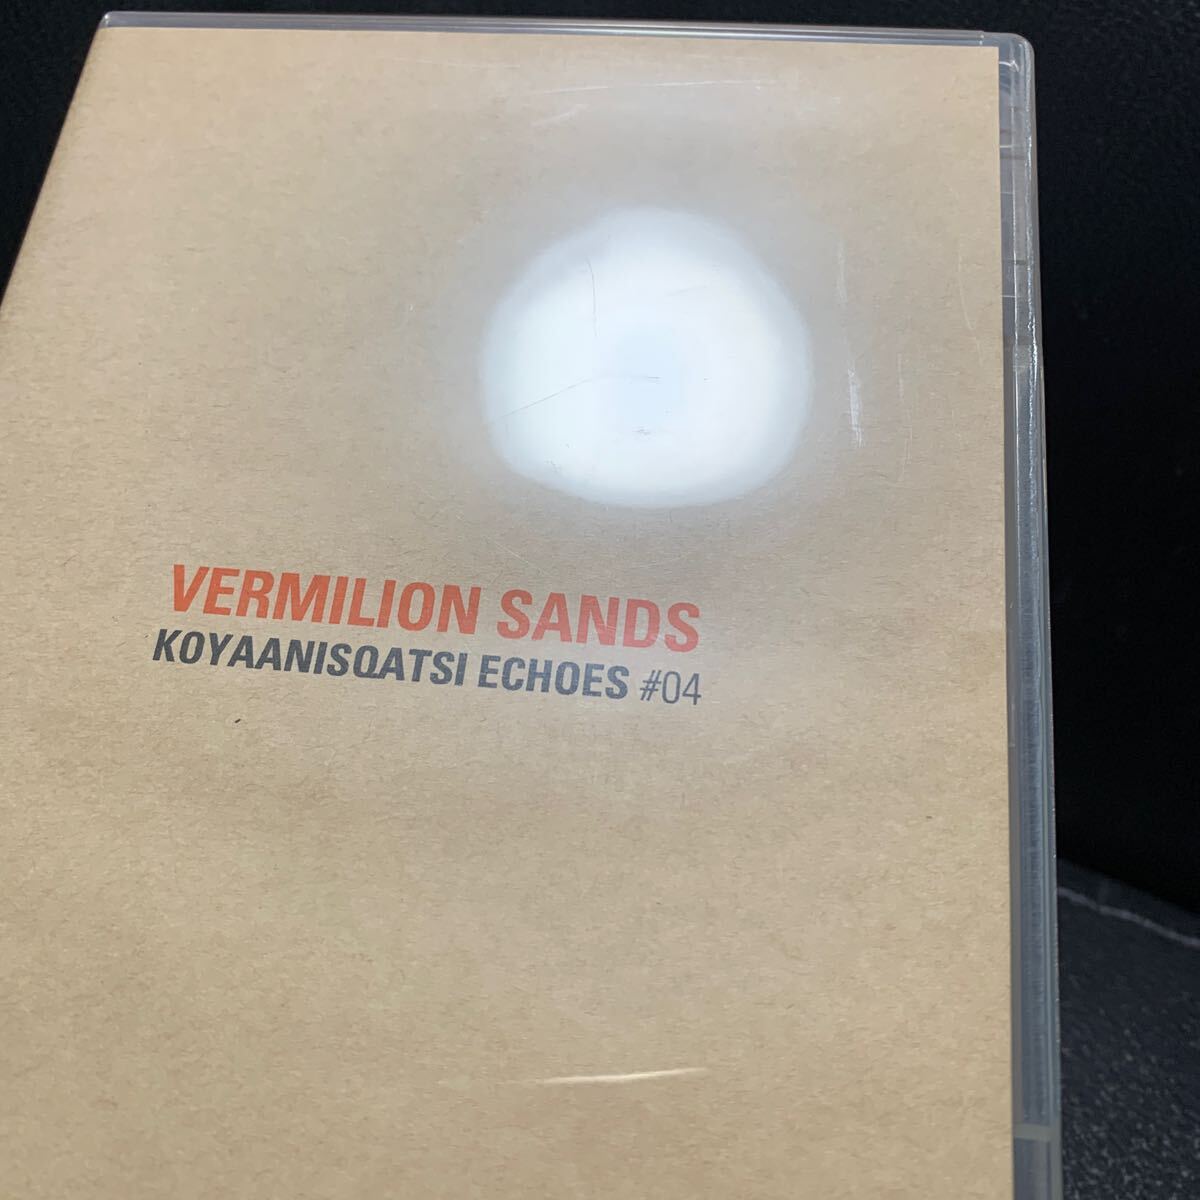 VERMILION SANDS
KOYAANISQATSI ECHOES #04